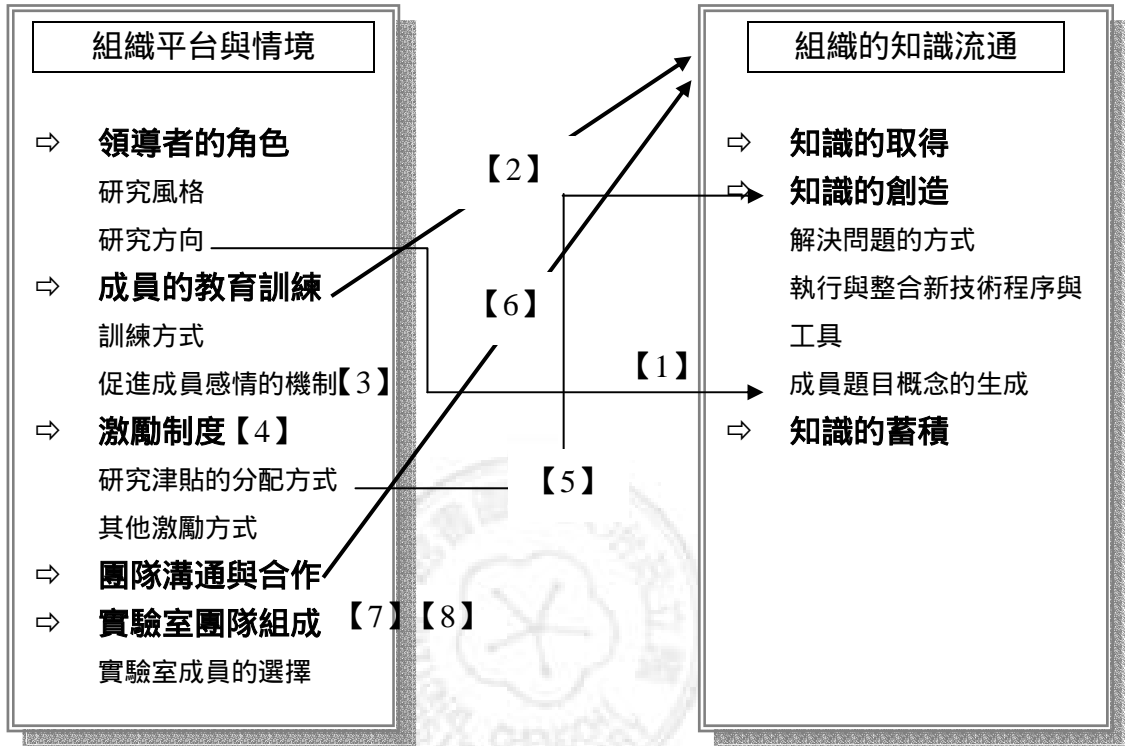 組織平台與情境
⇨ 領導者的角色
研究風格
研究方向
⇨ 成員的教育訓練
訓練方式
促進成員感情的機制【3】
⇨ 激勵制度【4】
研究津貼的分配方式
其他激勵方式
⇨ 團隊溝通與合作
⇨ 實驗室團隊組成 【7】【8】
實驗室成員的選擇
【2】
【6】
【1】
【5】
組織的知識流通
⇨ 知識的取得
⇨ 知識的創造
解決問題的方式
執行與整合新技術程序與
工具
成員題目概念的生成
⇨ 知識的蓄積